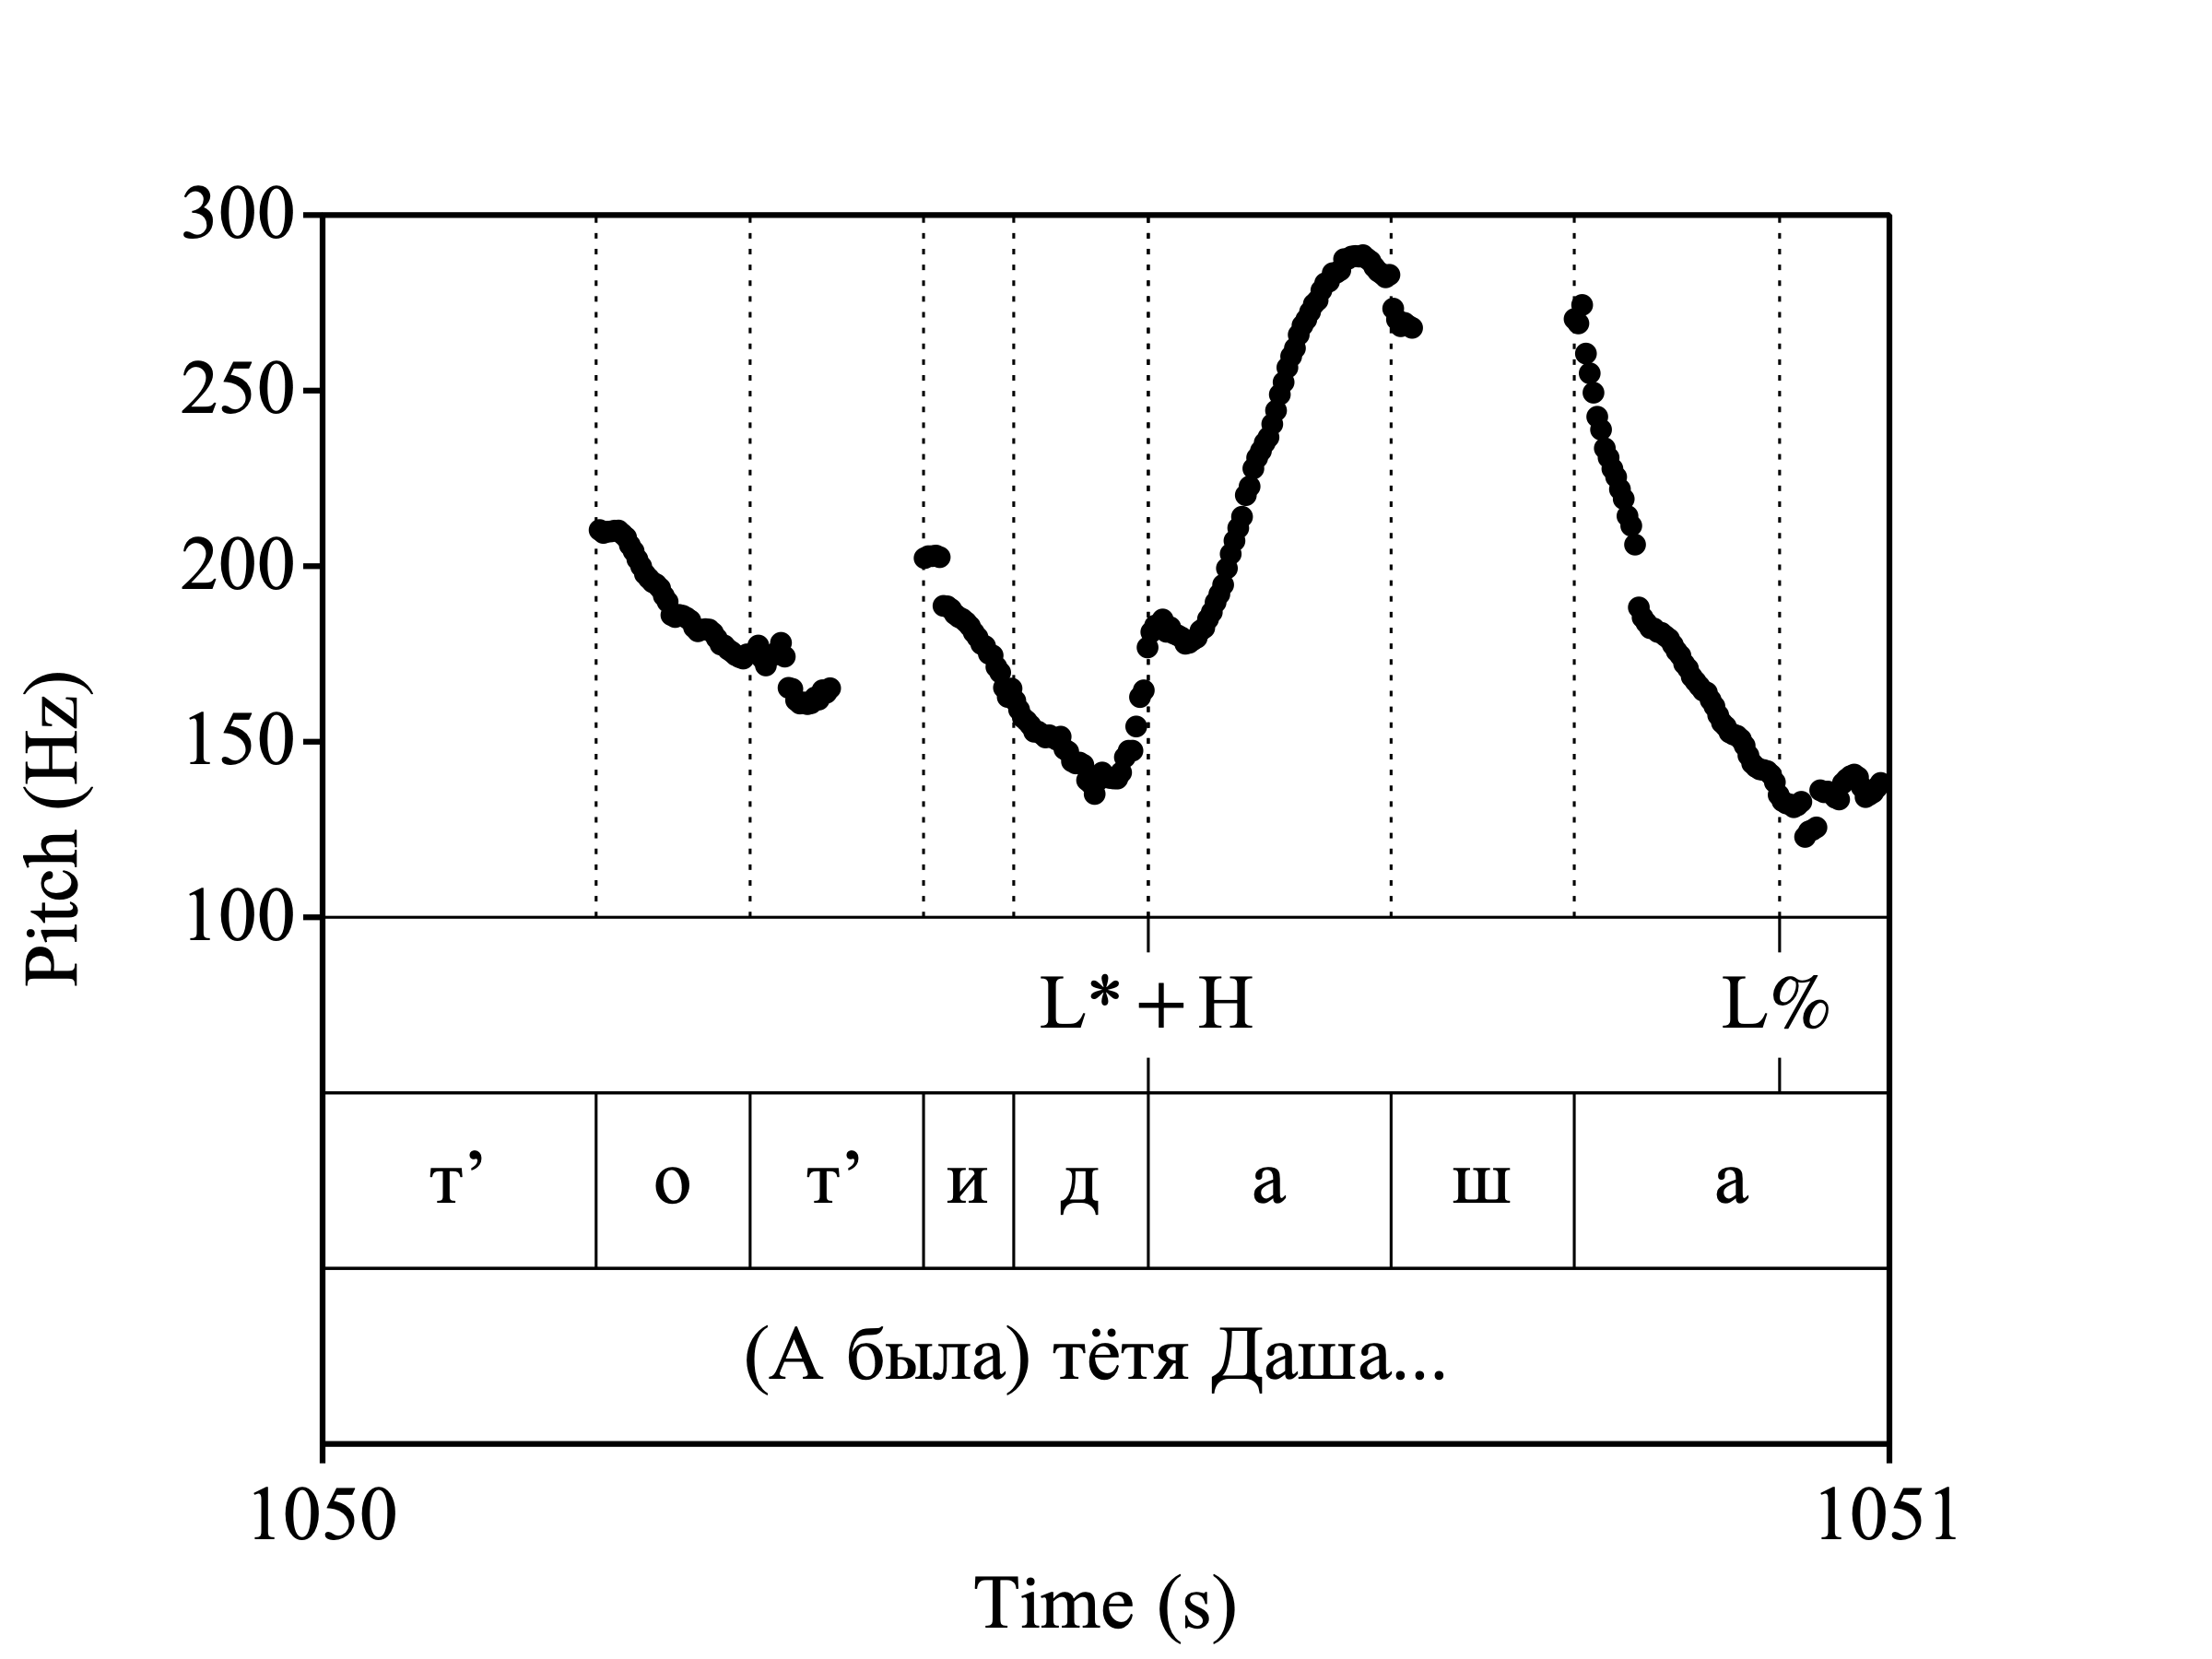 300
250
200
150
100
Pitch (Hz)
L*+H L%
т’ о т’ и д а ш а
(А была) тётя Даша...
1050 1051
Time (s)